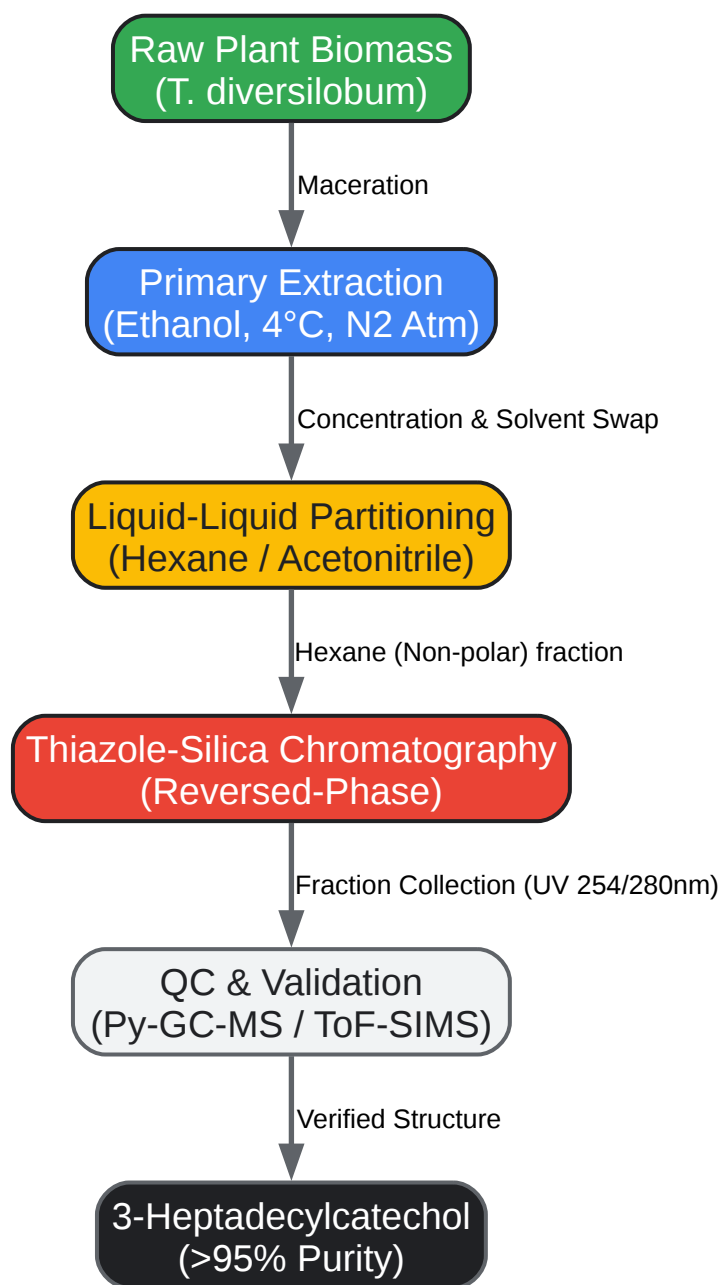 Raw Plant Biomass
(T. diversilobum)
Maceration
Primary Extraction
(Ethanol, 4°C, N2 Atm)
Concentration & Solvent Swap
Liquid-Liquid Partitioning
(Hexane / Acetonitrile)
Hexane (Non-polar) fraction
Thiazole-Silica Chromatography
(Reversed-Phase)
Fraction Collection (UV 254/280nm)
QC & Validation
(Py-GC-MS / ToF-SIMS)
Verified Structure
3-Heptadecylcatechol
(>95% Purity)